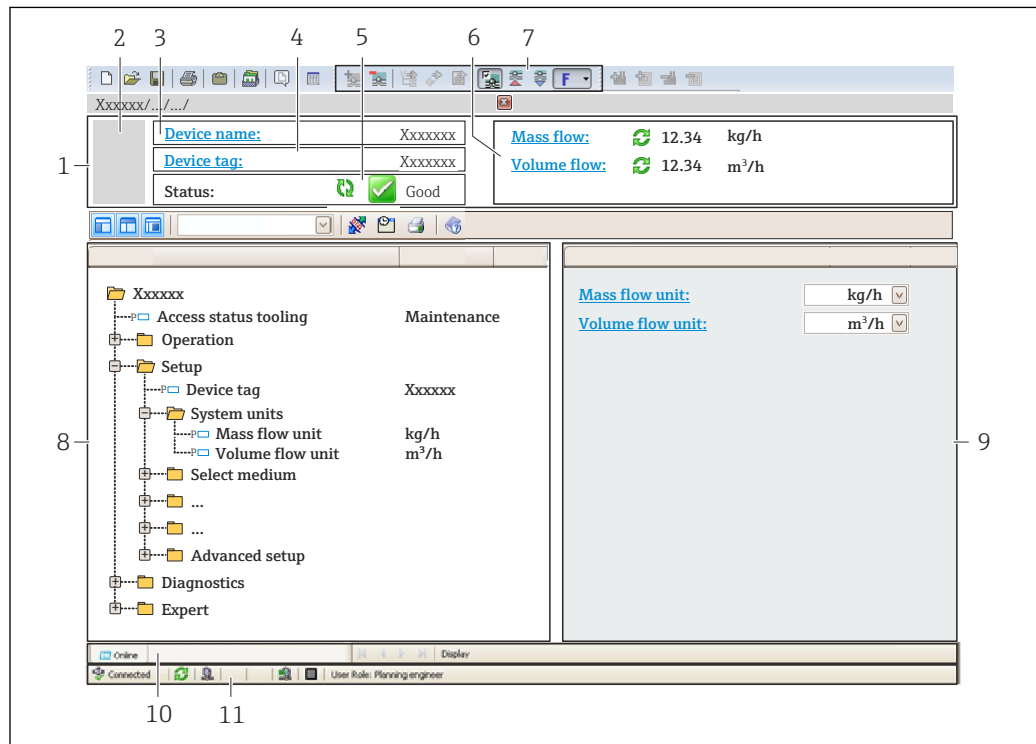 2 3 4 5 6 7
F
Xxxxxx/.../.../
1
Device name: Xxxxxxx
Device tag: Xxxxxxx
Status: Good
Mass flow: 12.34 kg/h
Volume flow: 12.34 m³/h
Xxxxxx
P Access status tooling Maintenance
Operation
Setup
P Device tag Xxxxxx
System units
P Mass flow unit kg/h
P Volume flow unit m³/h
Select medium
...
...
Advanced setup
Diagnostics
Expert
8
Mass flow unit: kg/h
Volume flow unit: m³/h
9
Online Display
Connected User Role: Planning engineer
10 11